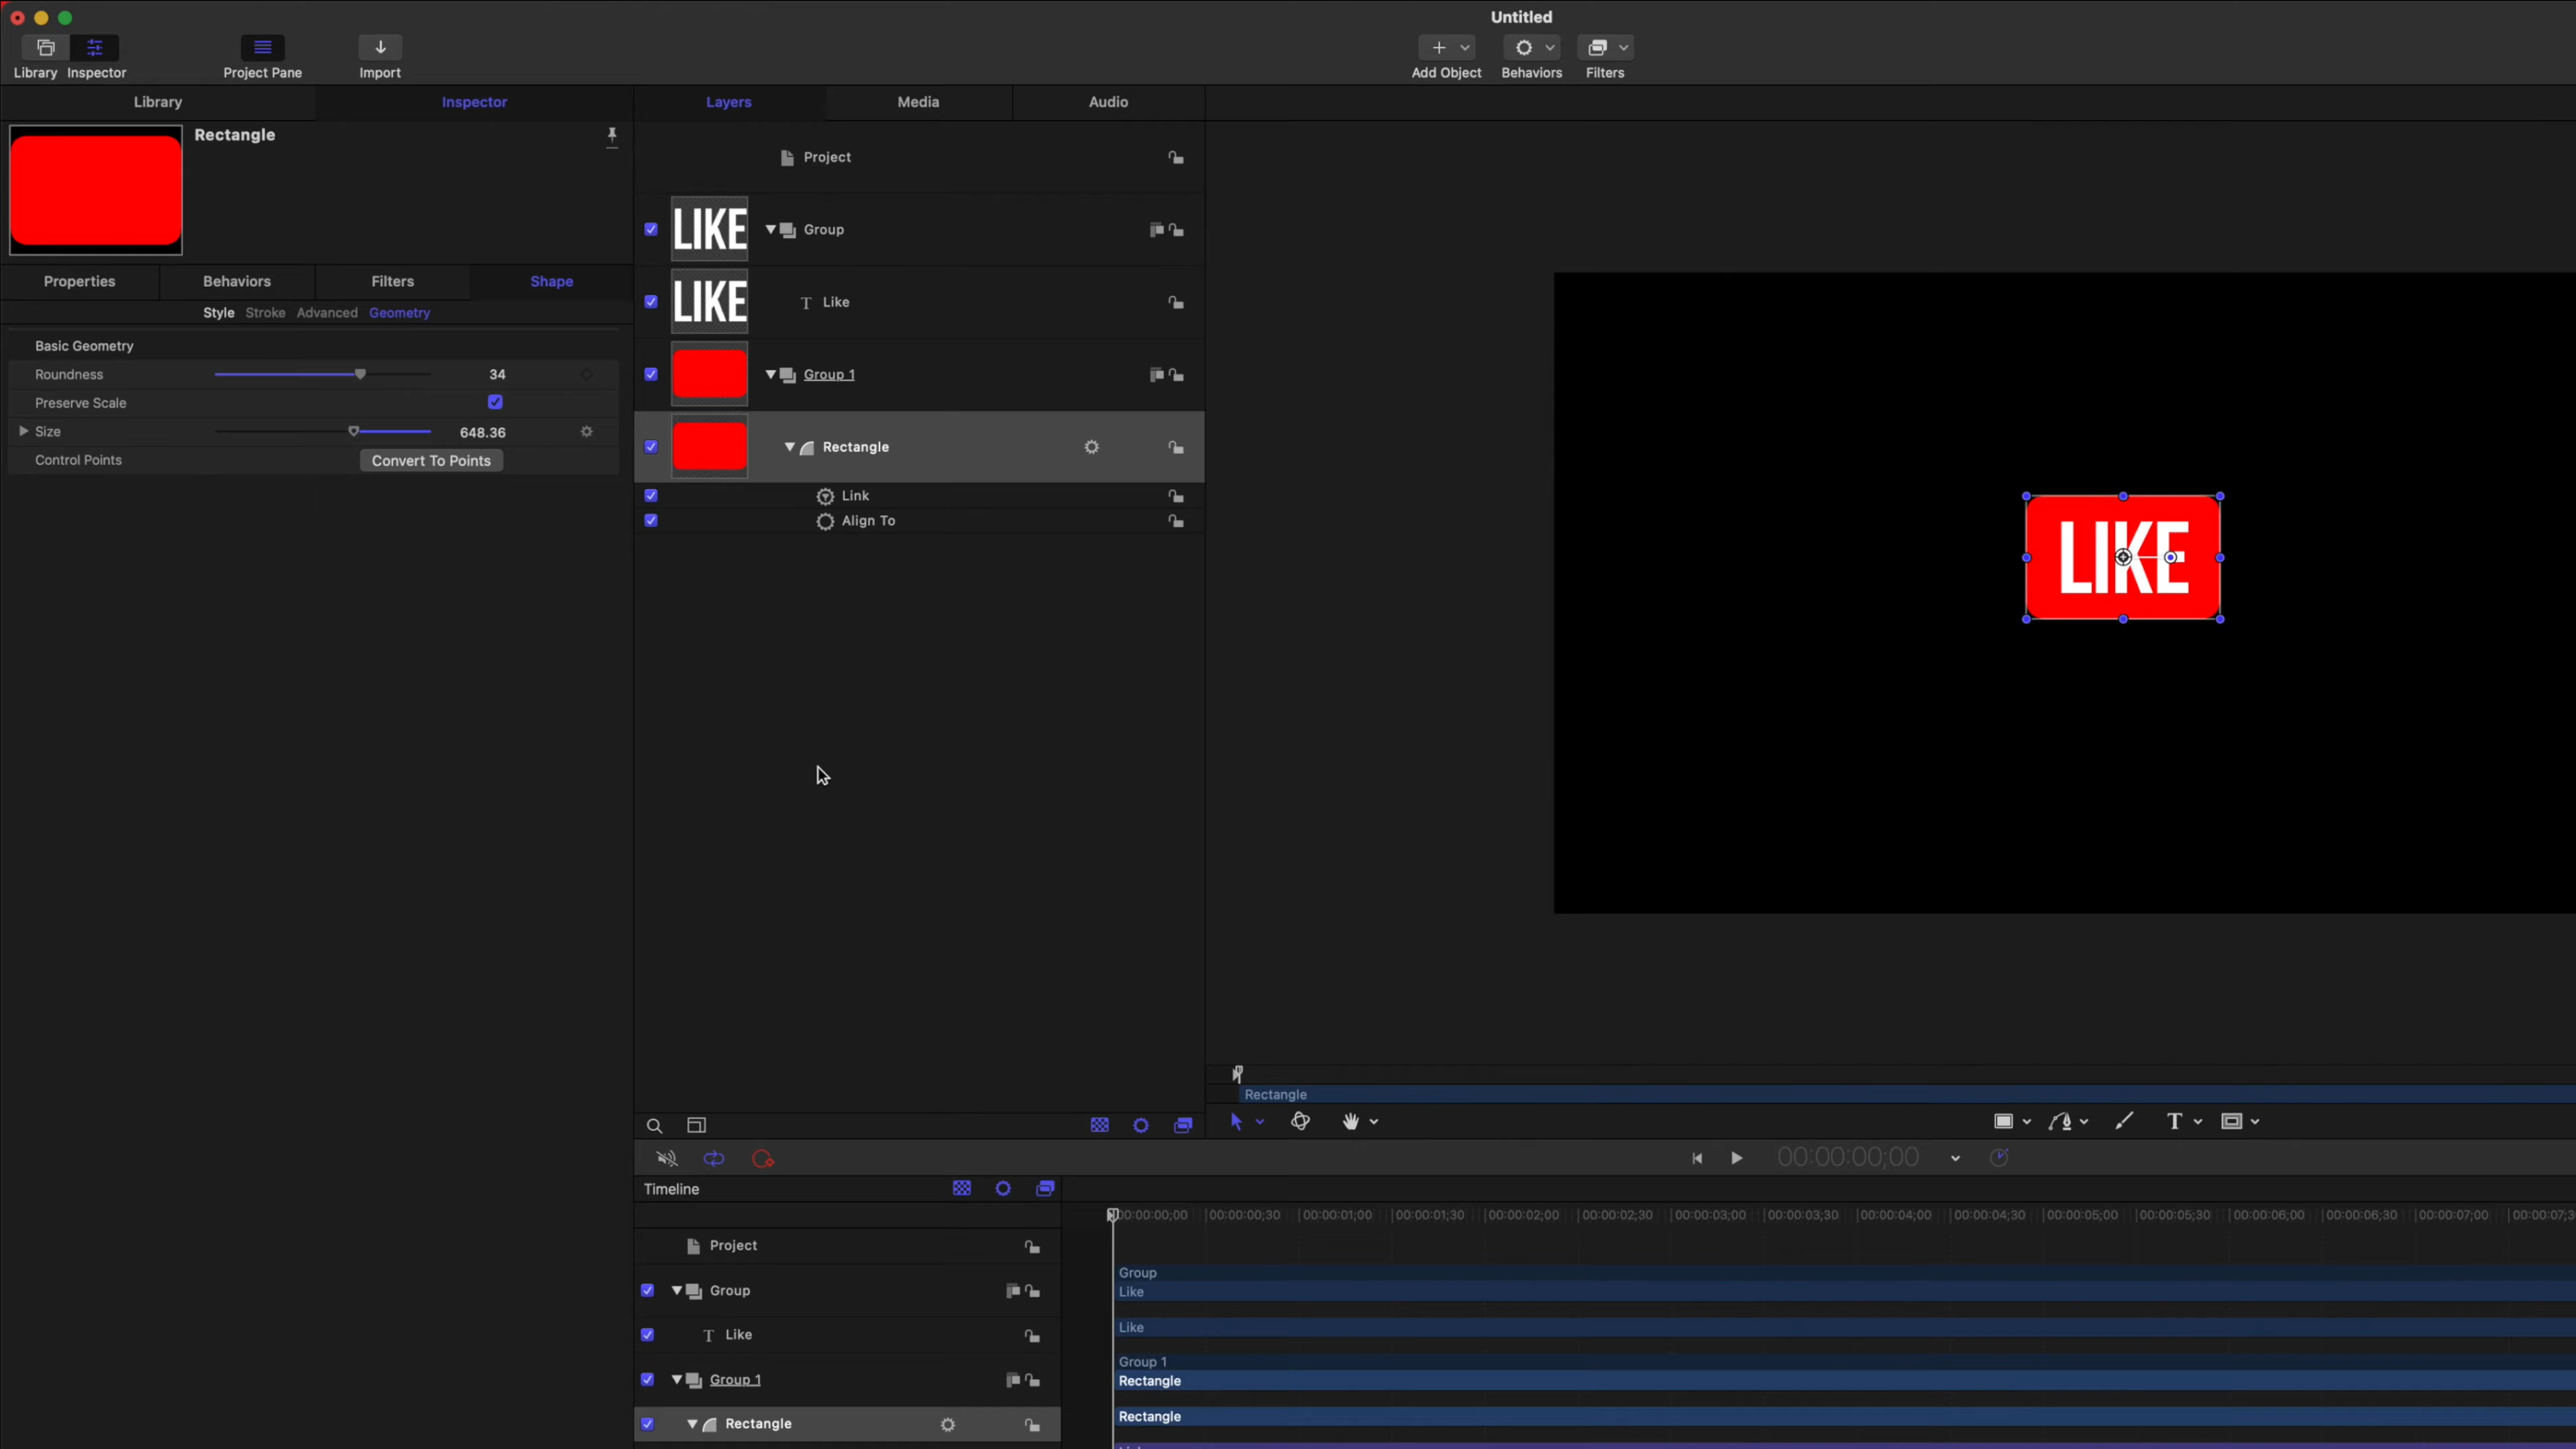 Untitled
Library Inspector Project Pane Import Add Object Behaviors Filters
Library Inspector Layers Media Audio
Rectangle
Properties Behaviors Filters Shape
Style Stroke Advanced Geometry
Basic Geometry
Roundness 34
Preserve Scale
Size 648.36
Control Points Convert To Points
Project
LIKE Group
LIKE T Like
Group 1
Rectangle
Link
Align To
LIKE
Rectangle
T
00:00:00;00
Timeline
00:00:00;00 00:00:00;30 00:00:01;00 00:00:01;30 00:00:02;00 00:00:02;30 00:00:03;00 00:00:03;30 00:00:04;00 00:00:04;30 00:00:05;00 00:00:05;30 00:00:06;00 00:00:06;30 00:00:07;00 00:00:07;3
Project
Group
T Like
Group 1
Rectangle
Group
Like
Like
Group 1
Rectangle
Rectangle